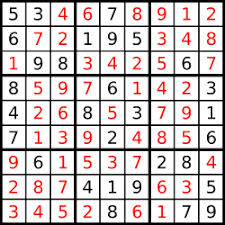 5 3 4 6 7 8 9 1 2
6 7 2 1 9 5 3 4 8
1 9 8 3 4 2 5 6 7
8 5 9 7 6 1 4 2 3
4 2 6 8 5 3 7 9 1
7 1 3 9 2 4 8 5 6
9 6 1 5 3 7 2 8 4
2 8 7 4 1 9 6 3 5
3 4 5 2 8 6 1 7 9